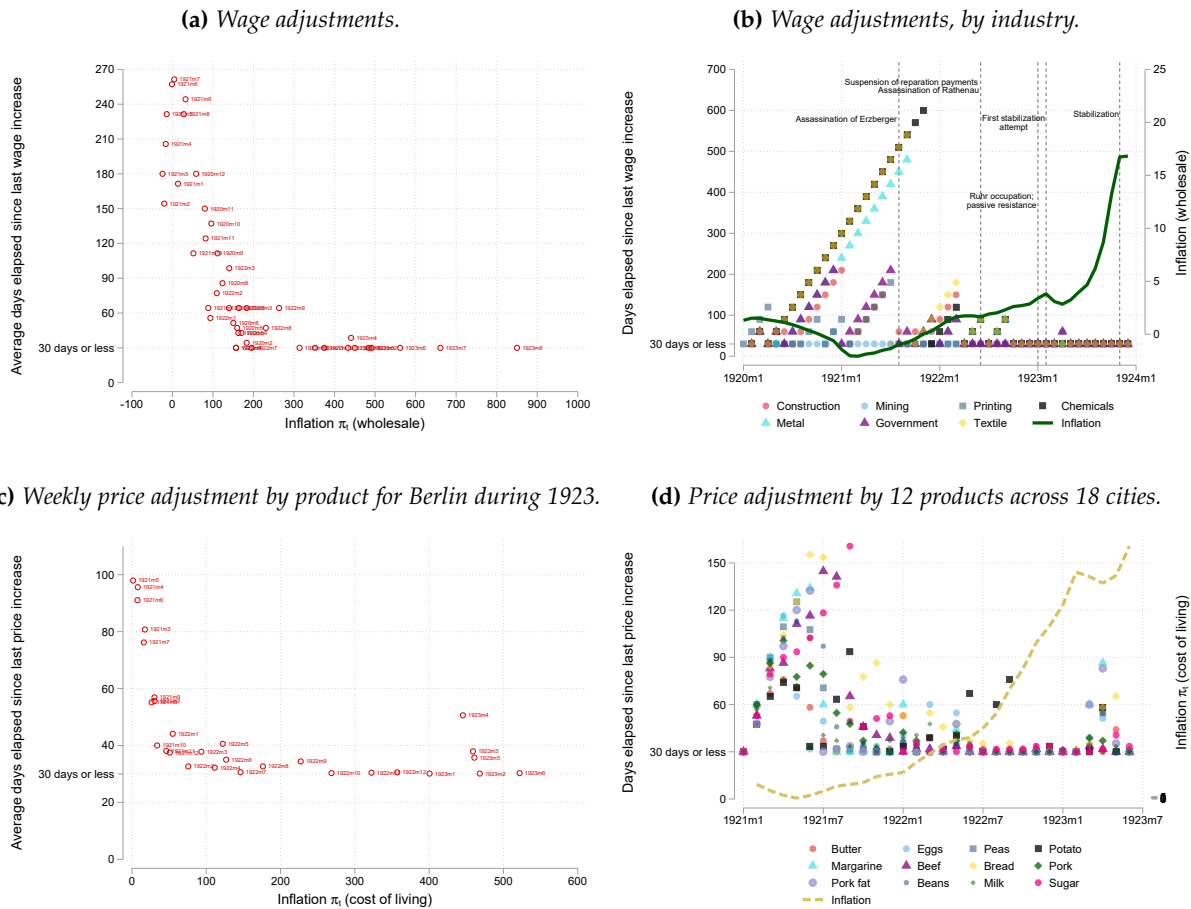 (a) Wage adjustments.
Average days elapsed since last wage increase
270
240
210
180
150
120
90
60
30 days or less
0
1921m7
1921m6
1921m9
1921m8
1921m4
1921m3
1920m12
1921m1
1921m2
1920m11
1920m10
1921m11
1920m9
1922m3
1920m8
1922m2
1922m9
1922m1
1920m6
1922m5
1922m8
1920m2
1923m4
1922m7
1923m6
1923m7
1923m8
-100 0 100 200 300 400 500 600 700 800 900 1000
Inflation πt (wholesale)
(b) Wage adjustments, by industry.
Days elapsed since last wage increase
700
600
500
400
300
200
100
30 days or less
0
Suspension of reparation payments
Assassination of Rathenau
Assassination of Erzberger
First stabilization
attempt
Stabilization
Ruhr occupation;
passive resistance
25
20
15
10
5
0
Inflation (wholesale)
1920m1 1921m1 1922m1 1923m1 1924m1
Construction Mining Printing Chemicals
Metal Government Textile Inflation
c) Weekly price adjustment by product for Berlin during 1923.
Average days elapsed since last price increase
100
80
60
40
30 days or less
20
0
1921m5
1921m4
1921m6
1921m3
1921m7
1921m9
1923m4
1922m1
1921m10
1922m5
1922m3
1923m3
1923m5
1922m6
1922m9
1922m4
1922m8
1922m7
1922m10
1922m12
1923m1
1923m2
1923m6
0 100 200 300 400 500 600
Inflation πt (cost of living)
(d) Price adjustment by 12 products across 18 cities.
Days elapsed since last price increase
150
120
90
60
30 days or less
0
Inflation πt (cost of living)
1921m1 1921m7 1922m1 1922m7 1923m1 1923m7
Butter Eggs Peas Potato
Margarine Beef Bread Pork
Pork fat Beans Milk Sugar
Inflation